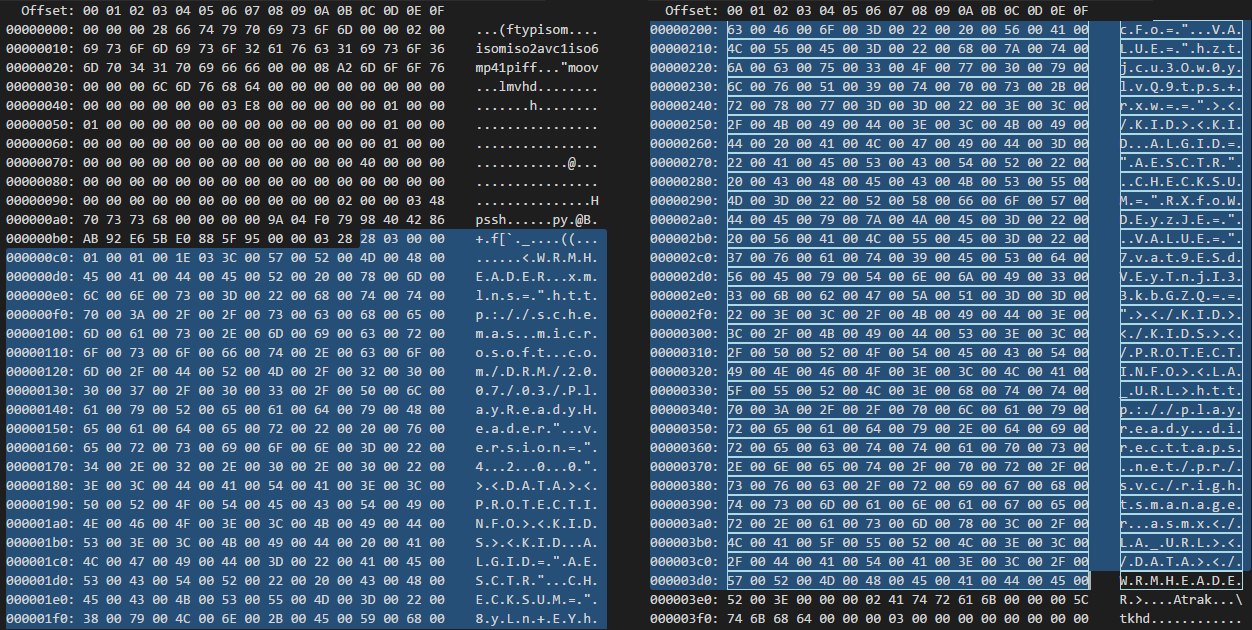 Offset: 00 01 02 03 04 05 06 07 08 09 0A 0B 0C 0D 0E 0F
00000000: 00 00 00 28 66 74 79 70 69 73 6F 6D 00 00 02 00 ...(ftypisom....
00000010: 69 73 6F 6D 69 73 6F 32 61 76 63 31 69 73 6F 36 isomiso2avc1iso6
00000020: 6D 70 34 31 70 69 66 66 00 00 08 A2 6D 6F 6F 76 mp41piff..."moov
00000030: 00 00 00 6C 6D 76 68 64 00 00 00 00 00 00 00 00 ...lmvhd........
00000040: 00 00 00 00 00 00 03 E8 00 00 00 00 00 01 00 00 .......h........
00000050: 01 00 00 00 00 00 00 00 00 00 00 00 00 01 00 00 ................
00000060: 00 00 00 00 00 00 00 00 00 00 00 00 00 01 00 00 ................
00000070: 00 00 00 00 00 00 00 00 00 00 00 00 40 00 00 00 ............@...
00000080: 00 00 00 00 00 00 00 00 00 00 00 00 00 00 00 00 ................
00000090: 00 00 00 00 00 00 00 00 00 00 00 02 00 00 03 48 ...............H
000000a0: 70 73 73 68 00 00 00 00 9A 04 F0 79 98 40 42 86 pssh......py.@B.
000000b0: AB 92 E6 5B E0 88 5F 95 00 00 03 28 28 03 00 00 +.f[`._....((...
000000c0: 01 00 01 00 1E 03 3C 00 57 00 52 00 4D 00 48 00 ......<.W.R.M.H.
000000d0: 45 00 41 00 44 00 45 00 52 00 20 00 78 00 6D 00 E.A.D.E.R...x.m.
000000e0: 6C 00 6E 00 73 00 3D 00 22 00 68 00 74 00 74 00 l.n.s.=.".h.t.t.
000000f0: 70 00 3A 00 2F 00 2F 00 73 00 63 00 68 00 65 00 p.:././.s.c.h.e.
00000100: 6D 00 61 00 73 00 2E 00 6D 00 69 00 63 00 72 00 m.a.s...m.i.c.r.
00000110: 6F 00 73 00 6F 00 66 00 74 00 2E 00 63 00 6F 00 o.s.o.f.t...c.o.
00000120: 6D 00 2F 00 44 00 52 00 4D 00 2F 00 32 00 30 00 m./.D.R.M./.2.0.
00000130: 30 00 37 00 2F 00 30 00 33 00 2F 00 50 00 6C 00 0.7./.0.3./.P.l.
00000140: 61 00 79 00 52 00 65 00 61 00 64 00 79 00 48 00 a.y.R.e.a.d.y.H.
00000150: 65 00 61 00 64 00 65 00 72 00 22 00 20 00 76 00 e.a.d.e.r."...v.
00000160: 65 00 72 00 73 00 69 00 6F 00 6E 00 3D 00 22 00 e.r.s.i.o.n.=.".
00000170: 34 00 2E 00 32 00 2E 00 30 00 2E 00 30 00 22 00 4...2...0...0.".
00000180: 3E 00 3C 00 44 00 41 00 54 00 41 00 3E 00 3C 00 >.<.D.A.T.A.>.<.
00000190: 50 00 52 00 4F 00 54 00 45 00 43 00 54 00 49 00 P.R.O.T.E.C.T.I.
000001a0: 4E 00 46 00 4F 00 3E 00 3C 00 4B 00 49 00 44 00 N.F.O.>.<.K.I.D.
000001b0: 53 00 3E 00 3C 00 4B 00 49 00 44 00 20 00 41 00 S.>.<.K.I.D...A.
000001c0: 4C 00 47 00 49 00 44 00 3D 00 22 00 41 00 45 00 L.G.I.D.=.".A.E.
000001d0: 53 00 43 00 54 00 52 00 22 00 20 00 43 00 48 00 S.C.T.R."...C.H.
000001e0: 45 00 43 00 4B 00 53 00 55 00 4D 00 3D 00 22 00 E.C.K.S.U.M.=.".
000001f0: 38 00 79 00 4C 00 6E 00 2B 00 45 00 59 00 68 00 8.y.L.n.+.E.Y.h.
Offset: 00 01 02 03 04 05 06 07 08 09 0A 0B 0C 0D 0E 0F
00000200: 63 00 46 00 6F 00 3D 00 22 00 20 00 56 00 41 00 c.F.o.=."...V.A.
00000210: 4C 00 55 00 45 00 3D 00 22 00 68 00 7A 00 74 00 L.U.E.=.".h.z.t.
00000220: 6A 00 63 00 75 00 33 00 4F 00 77 00 30 00 79 00 j.c.u.3.O.w.0.y.
00000230: 6C 00 76 00 51 00 39 00 74 00 70 00 73 00 2B 00 l.v.Q.9.t.p.s.+.
00000240: 72 00 78 00 77 00 3D 00 3D 00 22 00 3E 00 3C 00 r.x.w.=.=.".>.<.
00000250: 2F 00 4B 00 49 00 44 00 3E 00 3C 00 4B 00 49 00 /.K.I.D.>.<.K.I.
00000260: 44 00 20 00 41 00 4C 00 47 00 49 00 44 00 3D 00 D...A.L.G.I.D.=.
00000270: 22 00 41 00 45 00 53 00 43 00 54 00 52 00 22 00 ".A.E.S.C.T.R.".
00000280: 20 00 43 00 48 00 45 00 43 00 4B 00 53 00 55 00 ..C.H.E.C.K.S.U.
00000290: 4D 00 3D 00 22 00 52 00 58 00 66 00 6F 00 57 00 M.=.".R.X.f.o.W.
000002a0: 44 00 45 00 79 00 7A 00 4A 00 45 00 3D 00 22 00 D.E.y.z.J.E.=.".
000002b0: 20 00 56 00 41 00 4C 00 55 00 45 00 3D 00 22 00 ..V.A.L.U.E.=.".
000002c0: 37 00 76 00 61 00 74 00 39 00 45 00 53 00 64 00 7.v.a.t.9.E.S.d.
000002d0: 56 00 45 00 79 00 54 00 6E 00 6A 00 49 00 33 00 V.E.y.T.n.j.I.3.
000002e0: 33 00 6B 00 62 00 47 00 5A 00 51 00 3D 00 3D 00 3.k.b.G.Z.Q.=.=.
000002f0: 22 00 3E 00 3C 00 2F 00 4B 00 49 00 44 00 3E 00 ".>.<./.K.I.D.>.
00000300: 3C 00 2F 00 4B 00 49 00 44 00 53 00 3E 00 3C 00 <./.K.I.D.S.>.<.
00000310: 2F 00 50 00 52 00 4F 00 54 00 45 00 43 00 54 00 /.P.R.O.T.E.C.T.
00000320: 49 00 4E 00 46 00 4F 00 3E 00 3C 00 4C 00 41 00 I.N.F.O.>.<.L.A.
00000330: 5F 00 55 00 52 00 4C 00 3E 00 68 00 74 00 74 00 _.U.R.L.>.h.t.t.
00000340: 70 00 3A 00 2F 00 2F 00 70 00 6C 00 61 00 79 00 p.:././.p.l.a.y.
00000350: 72 00 65 00 61 00 64 00 79 00 2E 00 64 00 69 00 r.e.a.d.y...d.i.
00000360: 72 00 65 00 63 00 74 00 74 00 61 00 70 00 73 00 r.e.c.t.t.a.p.s.
00000370: 2E 00 6E 00 65 00 74 00 2F 00 70 00 72 00 2F 00 ..n.e.t./.p.r./.
00000380: 73 00 76 00 63 00 2F 00 72 00 69 00 67 00 68 00 s.v.c./.r.i.g.h.
00000390: 74 00 73 00 6D 00 61 00 6E 00 61 00 67 00 65 00 t.s.m.a.n.a.g.e.
000003a0: 72 00 2E 00 61 00 73 00 6D 00 78 00 3C 00 2F 00 r...a.s.m.x.<./.
000003b0: 4C 00 41 00 5F 00 55 00 52 00 4C 00 3E 00 3C 00 L.A._.U.R.L.>.<.
000003c0: 2F 00 44 00 41 00 54 00 41 00 3E 00 3C 00 2F 00 /.D.A.T.A.>.<./.
000003d0: 57 00 52 00 4D 00 48 00 45 00 41 00 44 00 45 00 W.R.M.H.E.A.D.E.
000003e0: 52 00 3E 00 00 00 02 41 74 72 61 6B 00 00 00 5C R.>....Atrak...\
000003f0: 74 6B 68 64 00 00 00 03 00 00 00 00 00 00 00 00 tkhd............